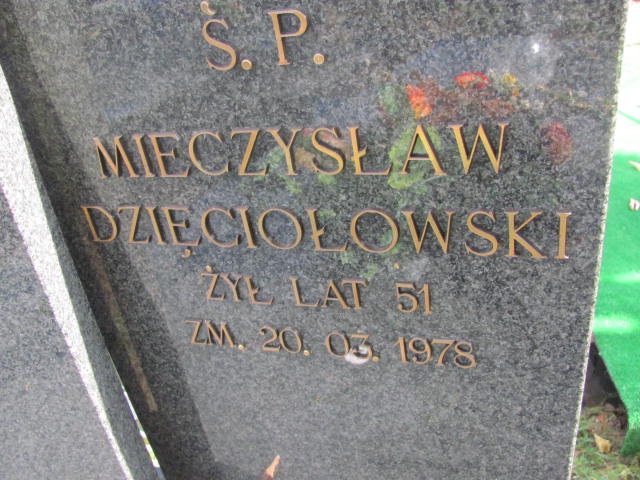 Ś.P.
MIECZYSŁAW
DZIĘCIOŁOWSKI
ŻYŁ LAT 51
ZM. 20. 03. 1978